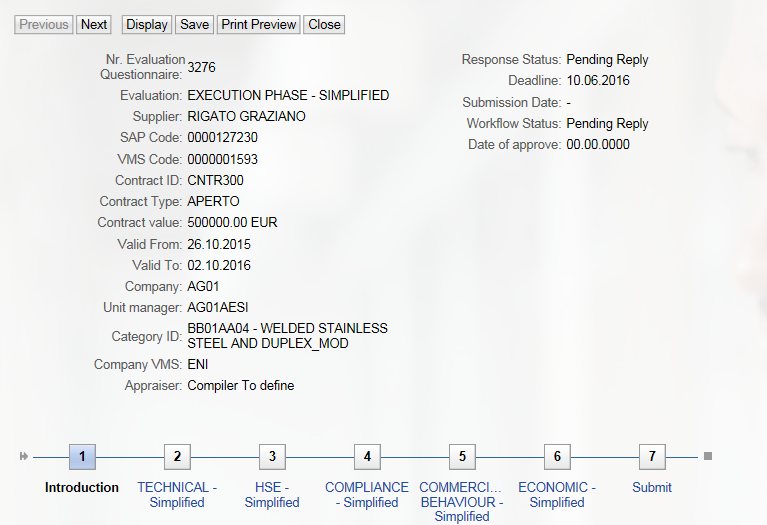 Previous Next Display Save Print Preview Close
Nr. Evaluation
Questionnaire: 3276
Evaluation: EXECUTION PHASE - SIMPLIFIED
Supplier: RIGATO GRAZIANO
SAP Code: 0000127230
VMS Code: 0000001593
Contract ID: CNTR300
Contract Type: APERTO
Contract value: 500000.00 EUR
Valid From: 26.10.2015
Valid To: 02.10.2016
Company: AG01
Unit manager: AG01AESI
Category ID: BB01AA04 - WELDED STAINLESS
STEEL AND DUPLEX_MOD
Company VMS: ENI
Appraiser: Compiler To define
Response Status: Pending Reply
Deadline: 10.06.2016
Submission Date: -
Workflow Status: Pending Reply
Date of approve: 00.00.0000
1 2 3 4 5 6 7
Introduction
TECHNICAL -
Simplified
HSE -
Simplified
COMPLIANCE
- Simplified
COMMERCI...
BEHAVIOUR -
Simplified
ECONOMIC -
Simplified
Submit